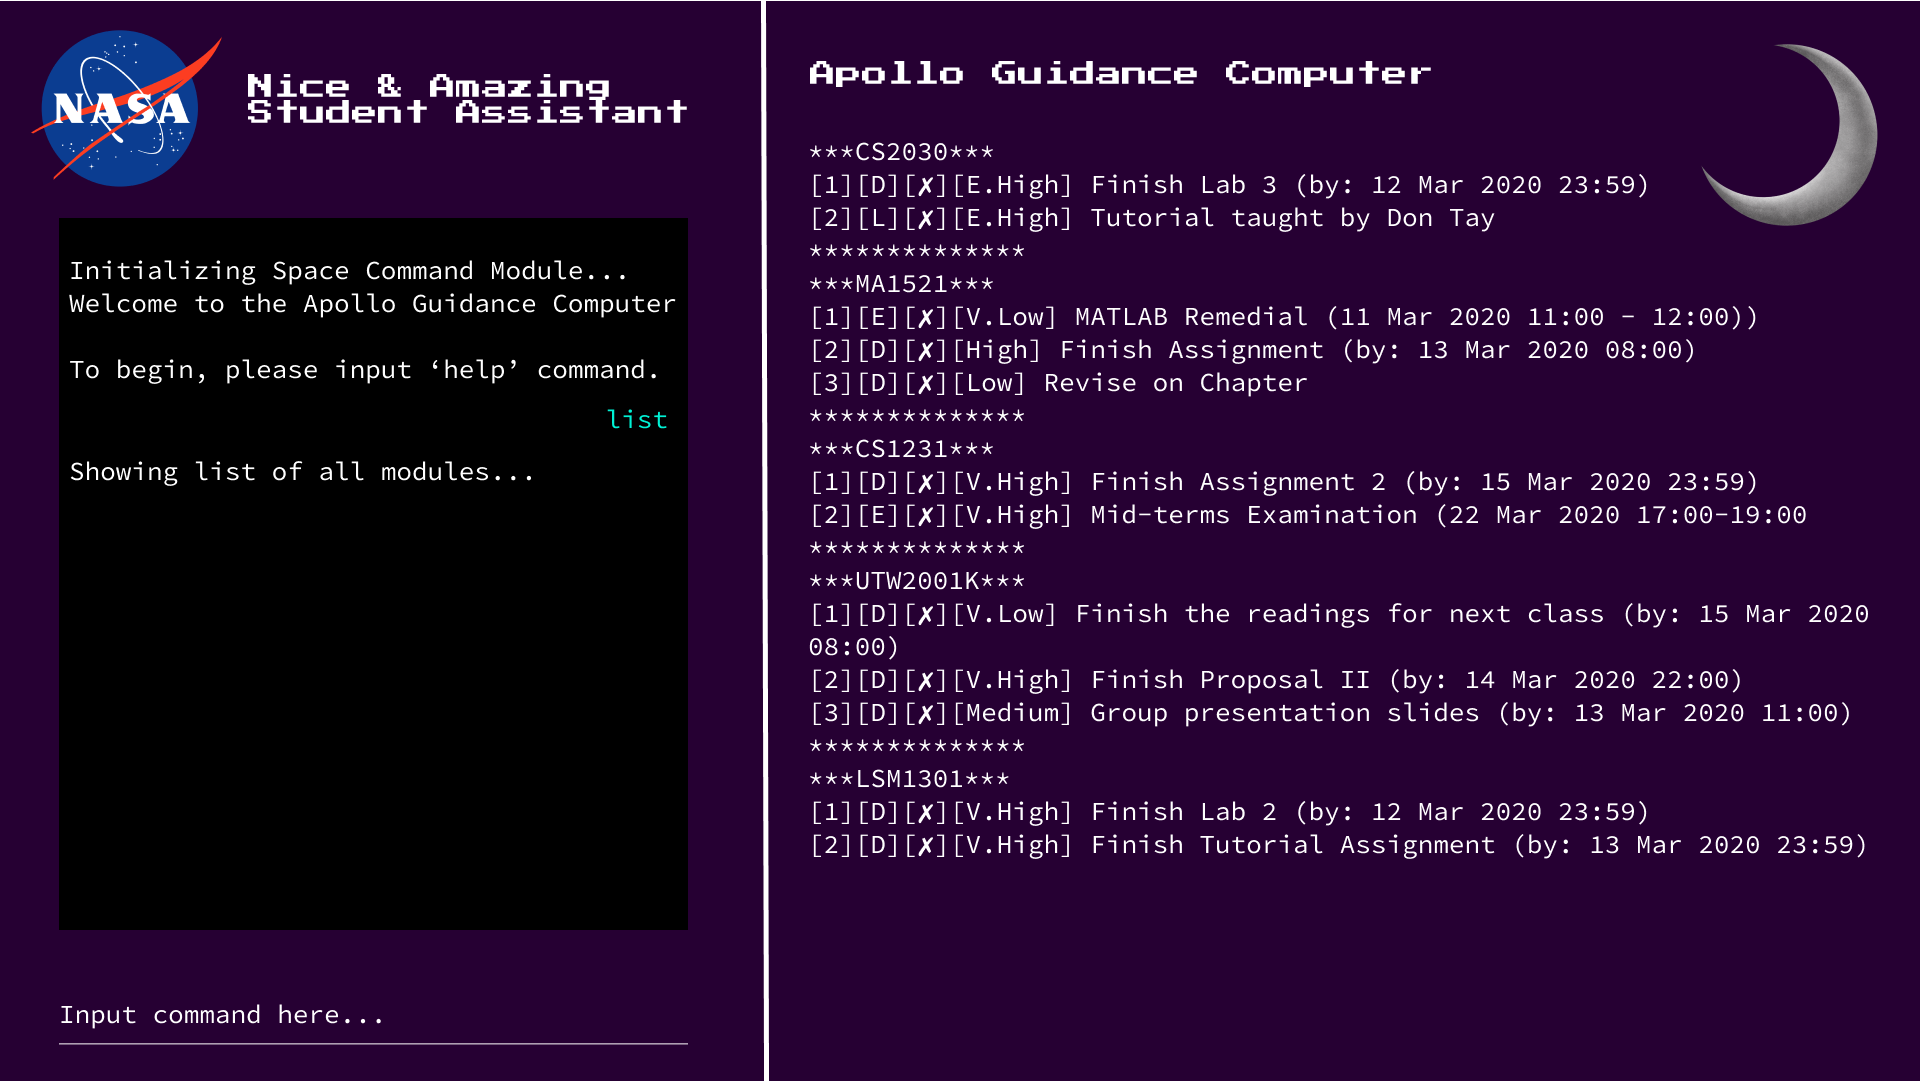 NASA
Nice & Amazing
Student Assistant
Initializing Space Command Module...
Welcome to the Apollo Guidance Computer
To begin, please input ‘help’ command.
list
Showing list of all modules...
Input command here...
Apollo Guidance Computer
***CS2030***
[1][D][✗][E.High] Finish Lab 3 (by: 12 Mar 2020 23:59)
[2][L][✗][E.High] Tutorial taught by Don Tay
**************
***MA1521***
[1][E][✗][V.Low] MATLAB Remedial (11 Mar 2020 11:00 - 12:00))
[2][D][✗][High] Finish Assignment (by: 13 Mar 2020 08:00)
[3][D][✗][Low] Revise on Chapter
**************
***CS1231***
[1][D][✗][V.High] Finish Assignment 2 (by: 15 Mar 2020 23:59)
[2][E][✗][V.High] Mid-terms Examination (22 Mar 2020 17:00-19:00
**************
***UTW2001K***
[1][D][✗][V.Low] Finish the readings for next class (by: 15 Mar 2020
08:00)
[2][D][✗][V.High] Finish Proposal II (by: 14 Mar 2020 22:00)
[3][D][✗][Medium] Group presentation slides (by: 13 Mar 2020 11:00)
**************
***LSM1301***
[1][D][✗][V.High] Finish Lab 2 (by: 12 Mar 2020 23:59)
[2][D][✗][V.High] Finish Tutorial Assignment (by: 13 Mar 2020 23:59)